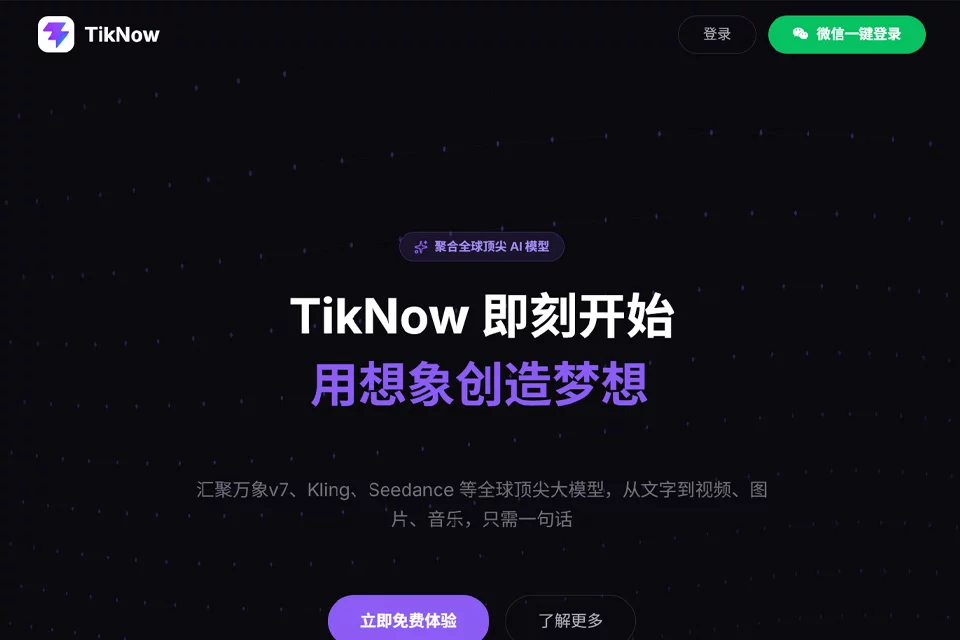 TikNow
登录
微信一键登录
聚合全球顶尖 AI 模型
TikNow 即刻开始
用想象创造梦想
汇聚万象v7、Kling、Seedance 等全球顶尖大模型，从文字到视频、图
片、音乐，只需一句话
立即免费体验
了解更多